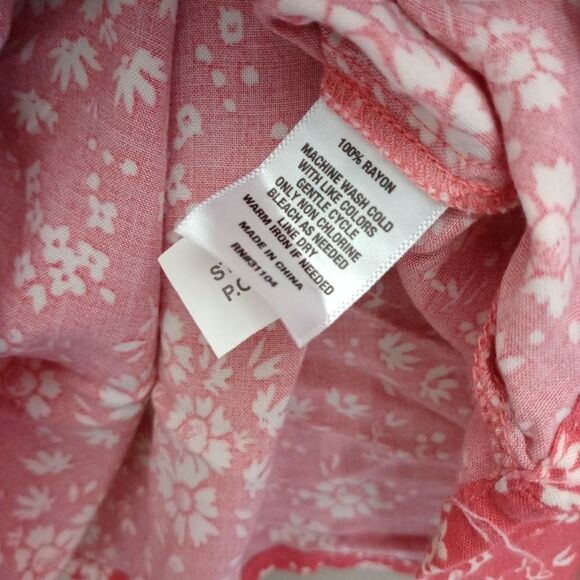 100% RAYON
MACHINE WASH COLD
WITH LIKE COLORS
GENTLE CYCLE
ONLY NON CHLORINE
BLEACH AS NEEDED
LINE DRY
WARM IRON IF NEEDED
MADE IN CHINA
RN#31104